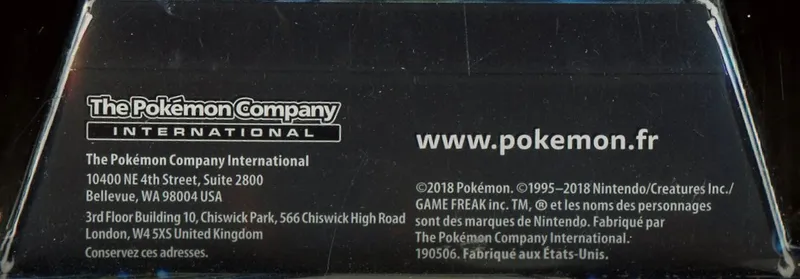 The Pokémon Company
INTERNATIONAL
The Pokémon Company International
10400 NE 4th Street, Suite 2800
Bellevue, WA 98004 USA
3rd Floor Building 10, Chiswick Park, 566 Chiswick High Road
London, W4 5XS United Kingdom
Conservez ces adresses.
www.pokemon.fr
©2018 Pokémon. ©1995–2018 Nintendo/Creatures Inc./
GAME FREAK inc. TM, ® et les noms des personnages
sont des marques de Nintendo. Fabriqué par
The Pokémon Company International.
190506. Fabriqué aux États-Unis.